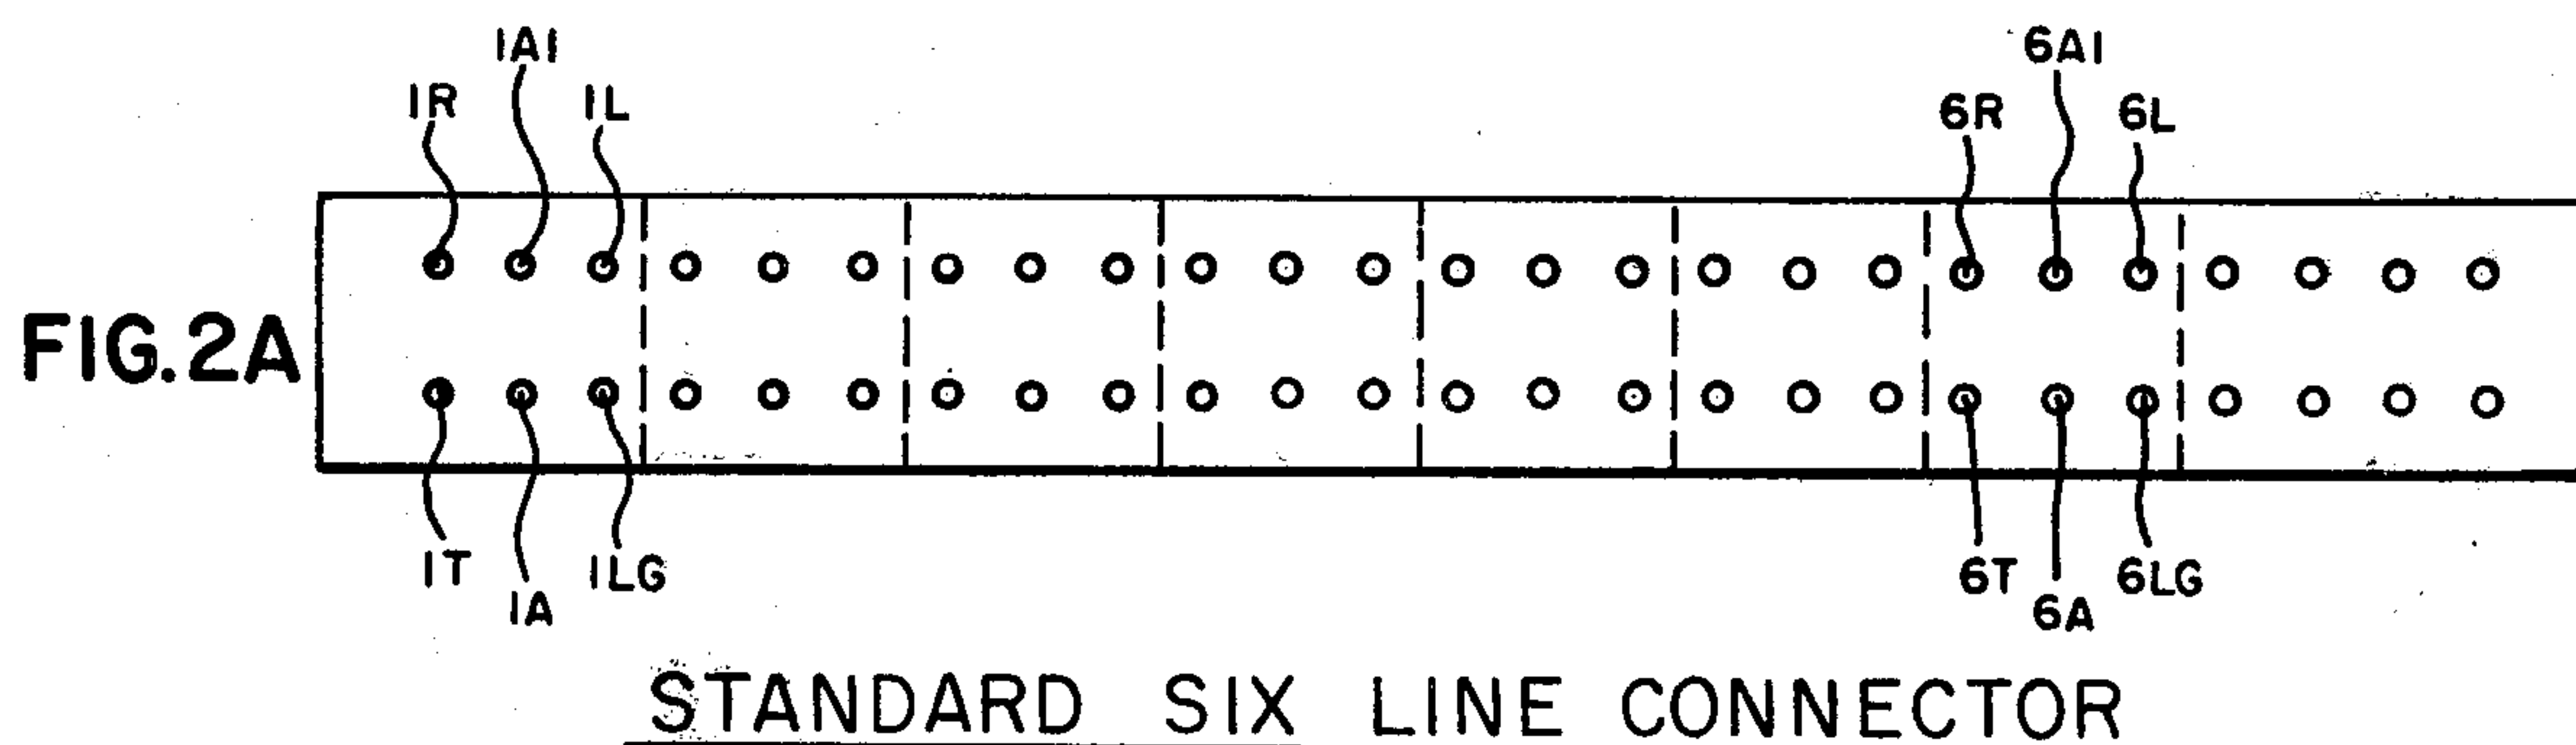 1A1
6A1
1R
1L
6R
6L
FIG.2A
1T
1A
1LG
6T
6A
6LG
STANDARD SIX LINE CONNECTOR